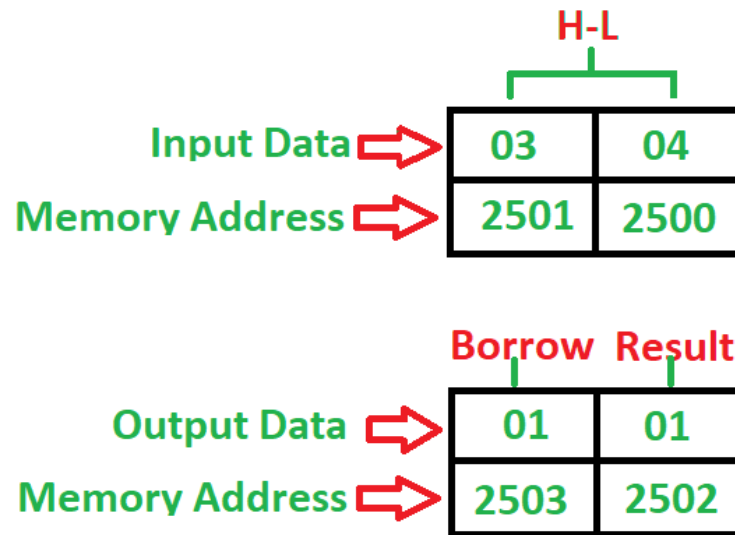 H-L
Input Data 03 04
Memory Address 2501 2500
Borrow Result
Output Data 01 01
Memory Address 2503 2502